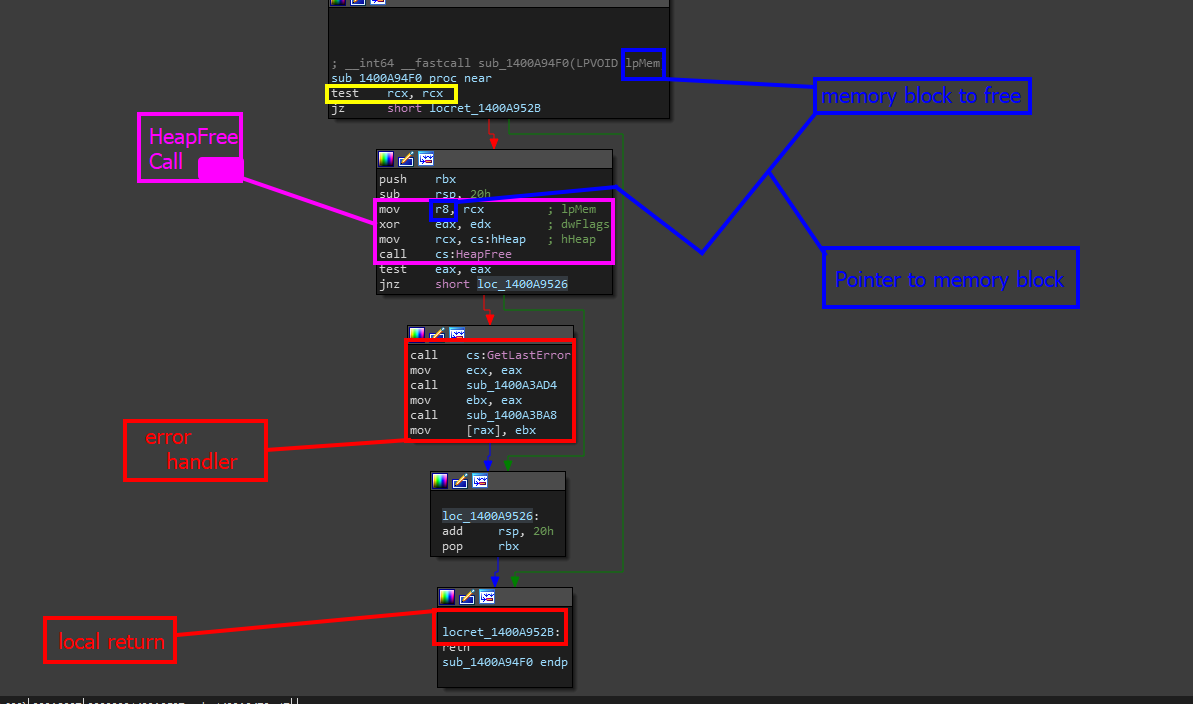 ; __int64 __fastcall sub_1400A94F0(LPVOID lpMem
sub_1400A94F0 proc near
test rcx, rcx
jz short locret_1400A952B
memory block to free
HeapFree
Call
push rbx
sub rsp, 20h
mov r8, rcx ; lpMem
xor edx, edx ; dwFlags
mov rcx, cs:hHeap ; hHeap
call cs:HeapFree
test eax, eax
jnz short loc_1400A9526
Pointer to memory block
call cs:GetLastError
mov ecx, eax
call sub_1400A3AD4
mov ebx, eax
call sub_1400A3BA8
mov [rax], ebx
error
handler
loc_1400A9526:
add rsp, 20h
pop rbx
local return
locret_1400A952B:
retn
sub_1400A94F0 endp